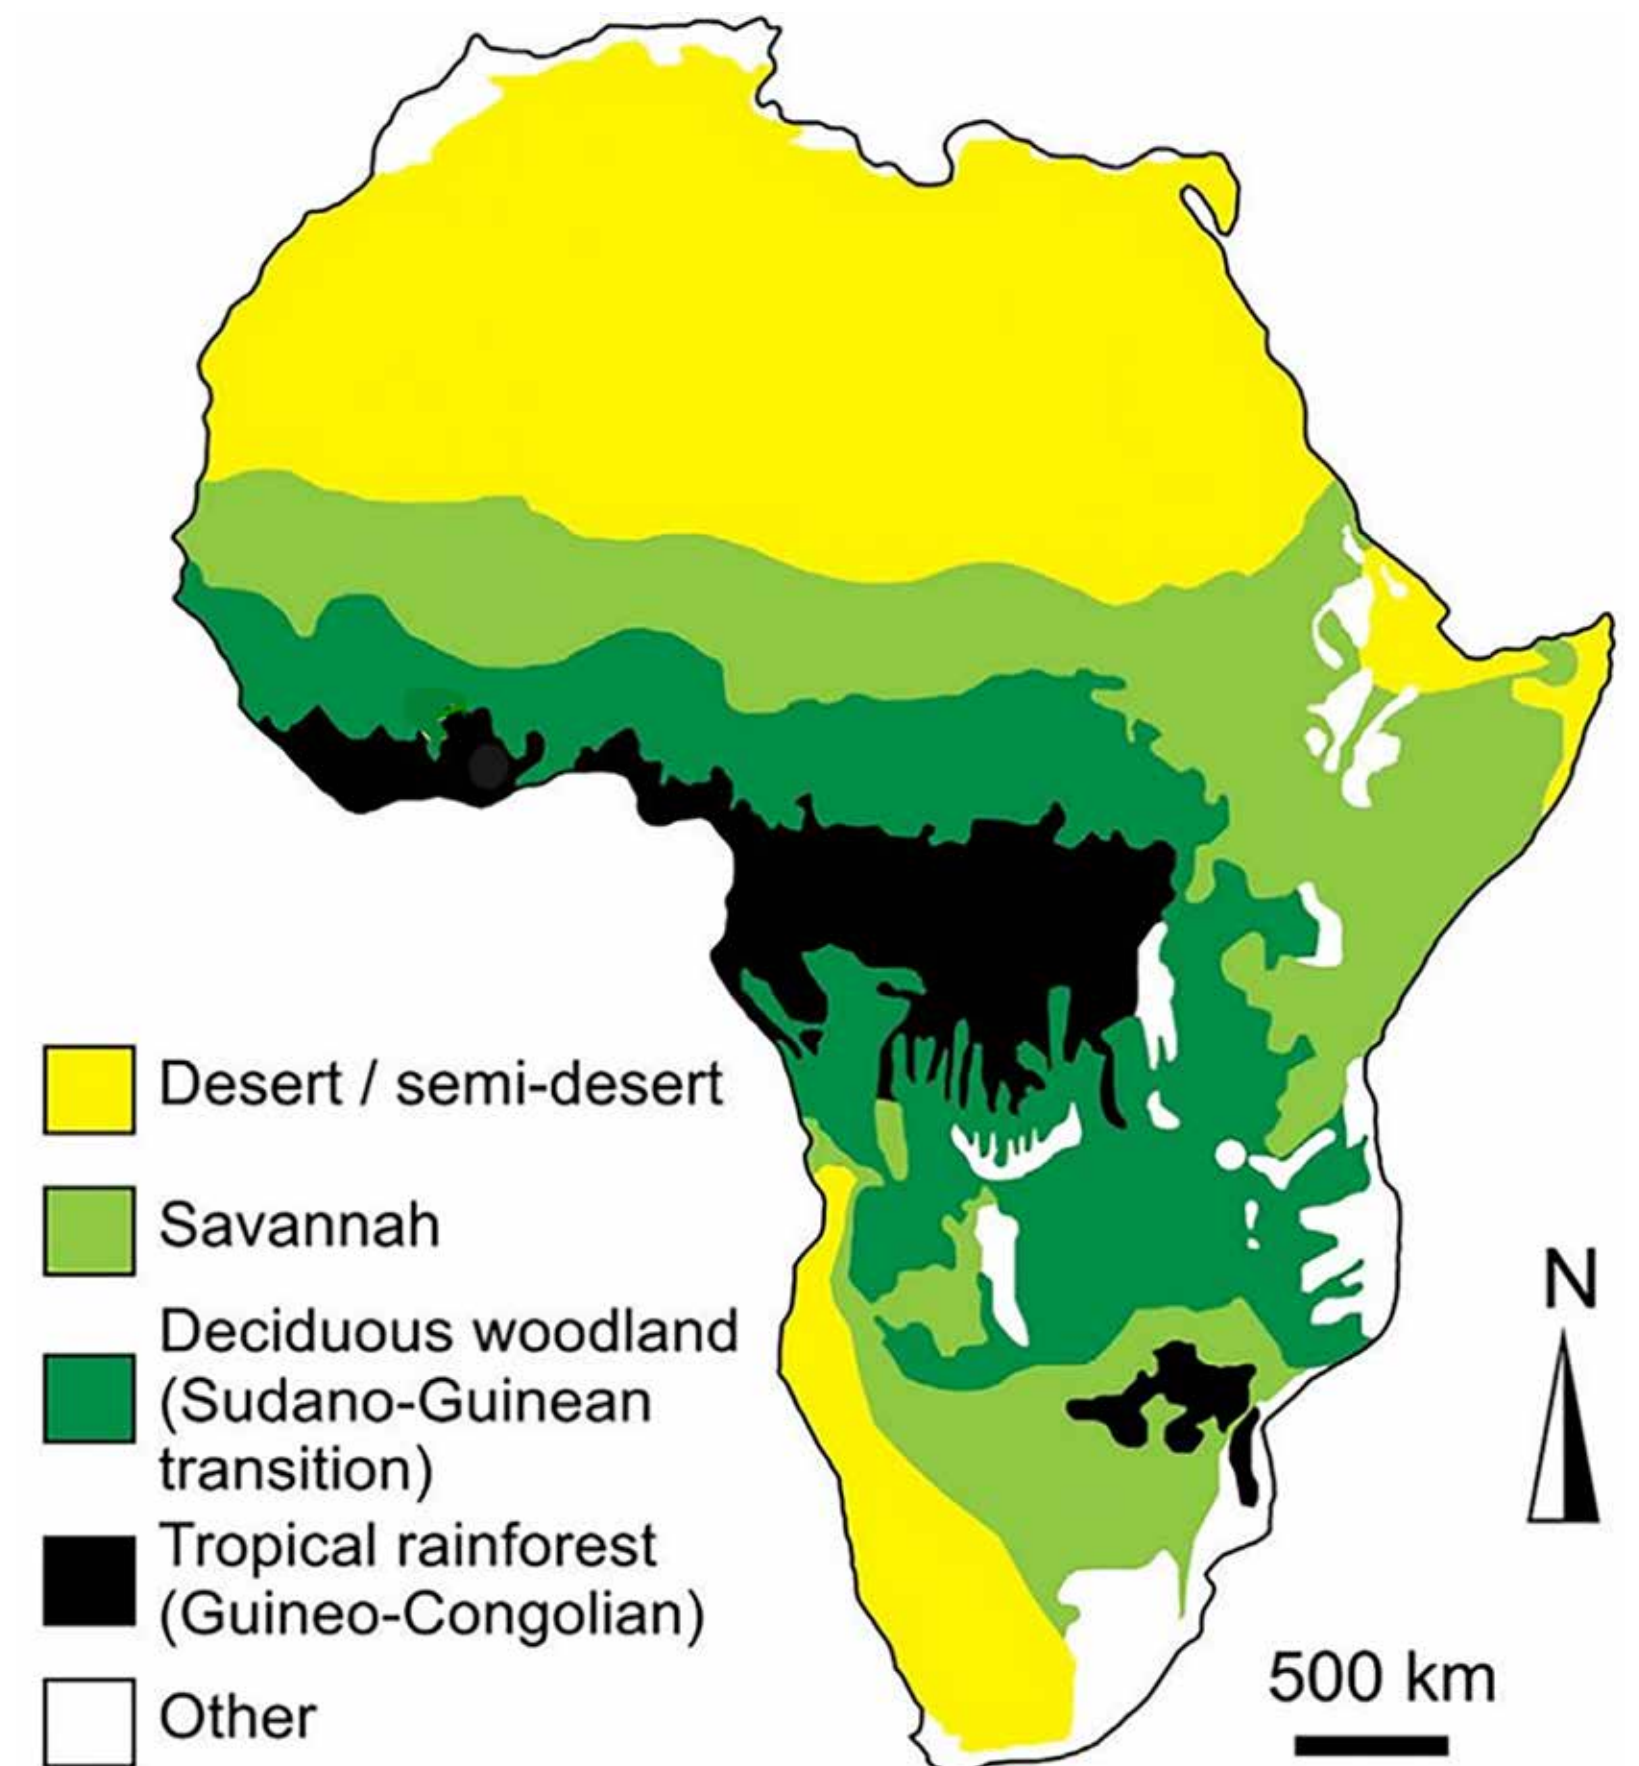 Desert / semi-desert
Savannah
Deciduous woodland
(Sudano-Guinean
transition)
Tropical rainforest
(Guineo-Congolian)
Other
N
500 km